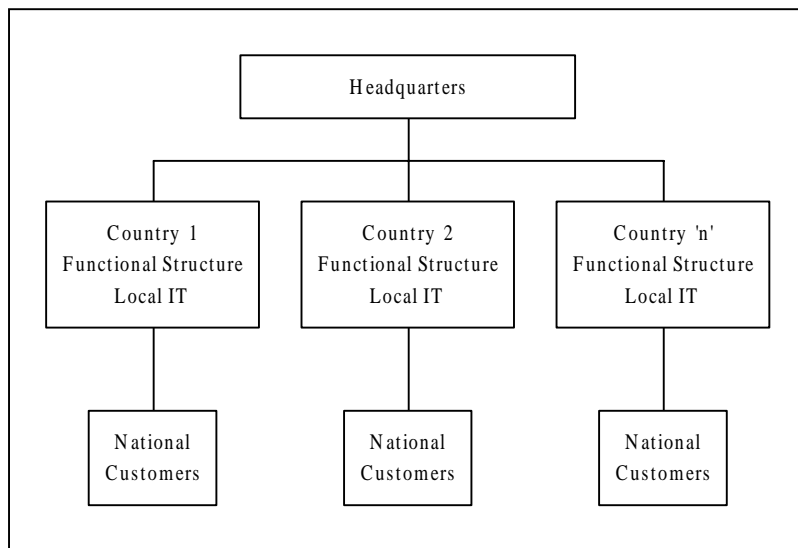 Headquarters
Country 1
Functional Structure
Local IT
Country 2
Functional Structure
Local IT
Country 'n'
Functional Structure
Local IT
National
Customers
National
Customers
National
Customers